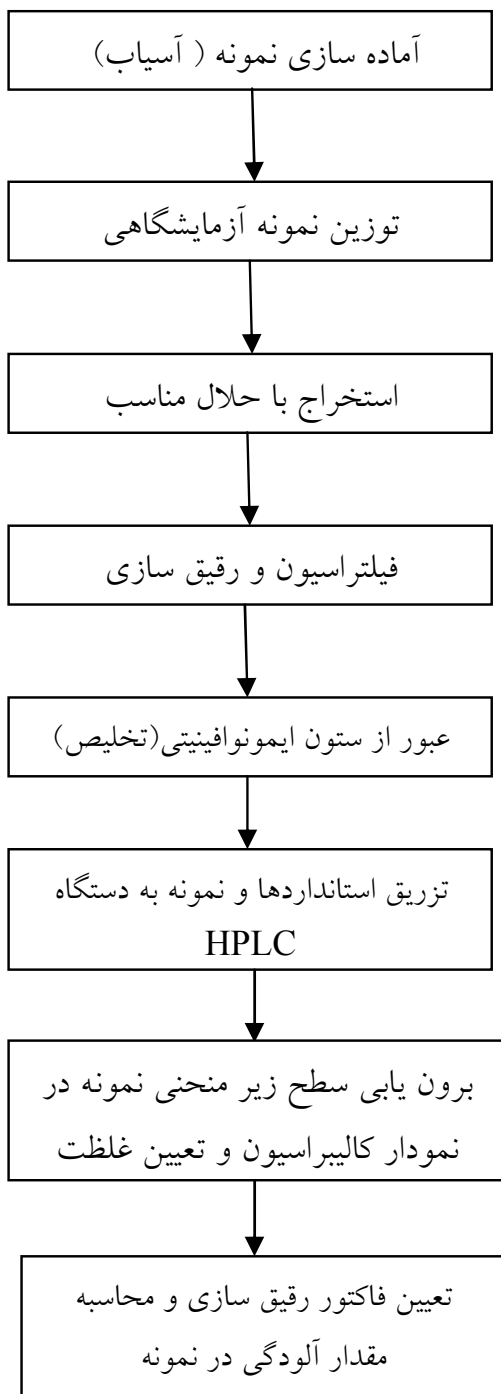 آماده سازی نمونه ( آسیاب)
توزین نمونه آزمایشگاهی
استخراج با حلال مناسب
فیلتراسیون و رقیق سازی
عبور از ستون ایمونوافینیتی(تخلیص)
تزریق استانداردها و نمونه به دستگاه
HPLC
برون یابی سطح زیر منحنی نمونه در
نمودار کالیبراسیون و تعیین غلظت
تعیین فاکتور رقیق سازی و محاسبه
مقدار آلودگی در نمونه